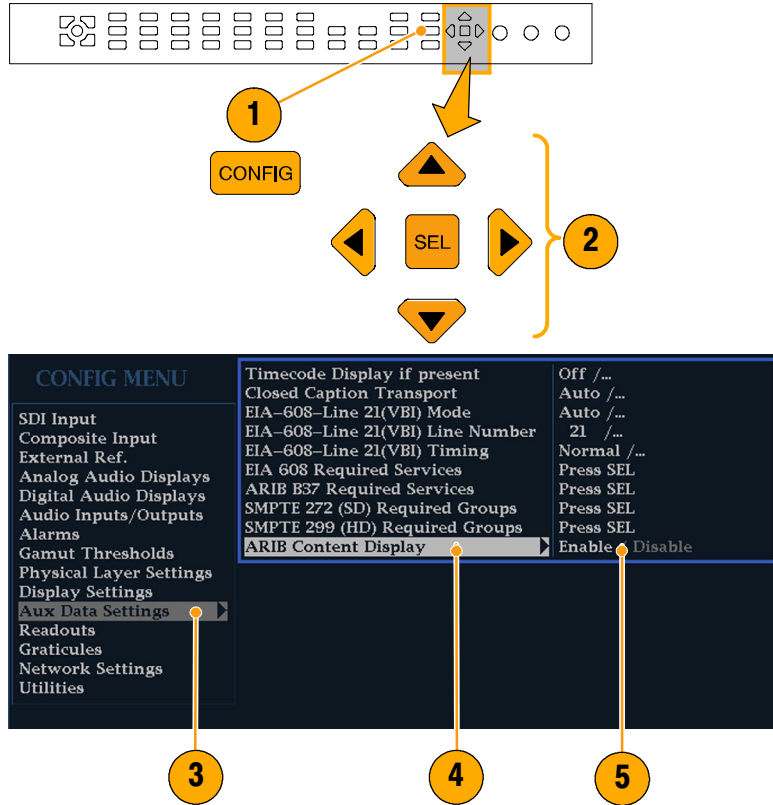 1
CONFIG
SEL
2
CONFIG MENU
SDI Input
Composite Input
External Ref.
Analog Audio Displays
Digital Audio Displays
Audio Inputs/Outputs
Alarms
Gamut Thresholds
Physical Layer Settings
Display Settings
Aux Data Settings
Readouts
Graticules
Network Settings
Utilities
Timecode Display if present Off /...
Closed Caption Transport Auto /...
EIA-608-Line 21(VBI) Mode Auto /...
EIA-608-Line 21(VBI) Line Number 21 /...
EIA-608-Line 21(VBI) Timing Normal /...
EIA 608 Required Services Press SEL
ARIB B37 Required Services Press SEL
SMPTE 272 (SD) Required Groups Press SEL
SMPTE 299 (HD) Required Groups Press SEL
ARIB Content Display Enable / Disable
3
4
5